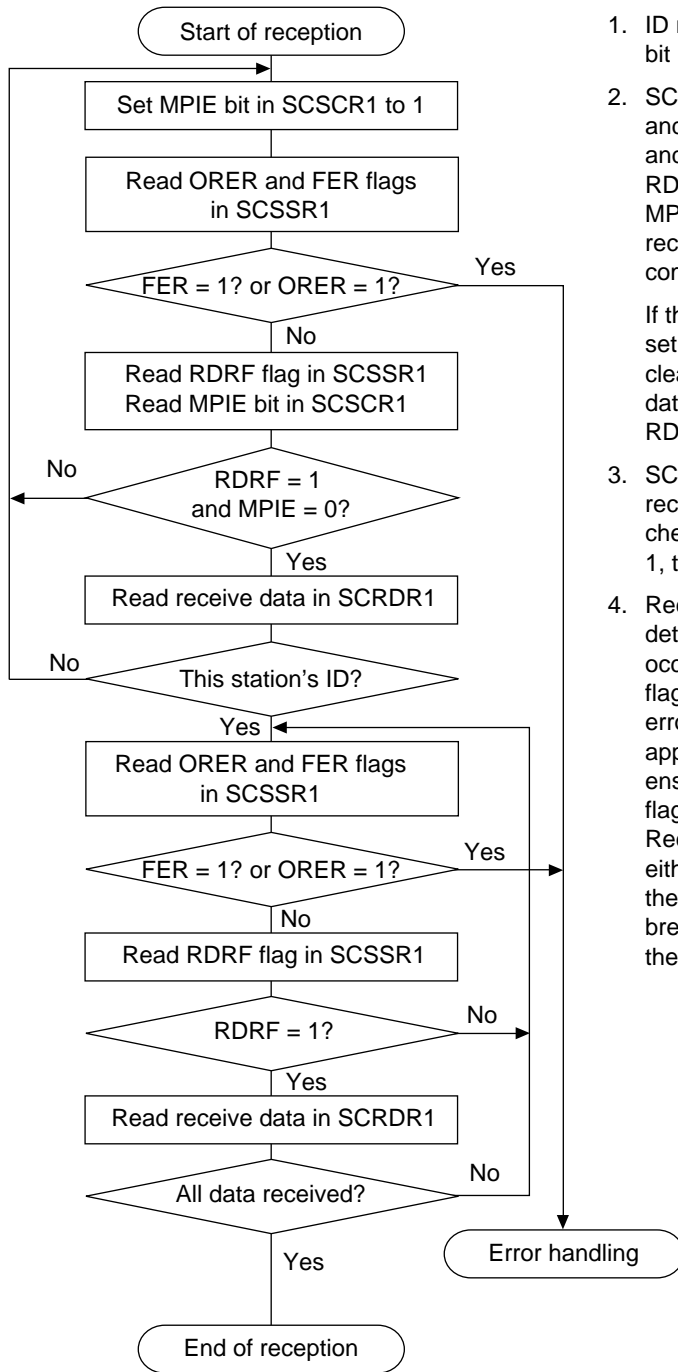 Start of reception
Set MPIE bit in SCSCR1 to 1
Read ORER and FER flags
in SCSSR1
FER = 1? or ORER = 1?
Yes
No
Read RDRF flag in SCSSR1
Read MPIE bit in SCSCR1
No
RDRF = 1
and MPIE = 0?
Yes
Read receive data in SCRDR1
No
This station's ID?
Yes
Read ORER and FER flags
in SCSSR1
FER = 1? or ORER = 1?
Yes
No
Read RDRF flag in SCSSR1
RDRF = 1?
No
Yes
Read receive data in SCRDR1
All data received?
No
Yes
Error handling
End of reception
1. ID r
bit
2. SC
and
and
RD
MP
rec
con
If th
set
clea
dat
RD
3. SC
rec
che
1, t
4. Rec
det
occ
flag
erro
app
ens
flag
Rec
eith
the
bre
the